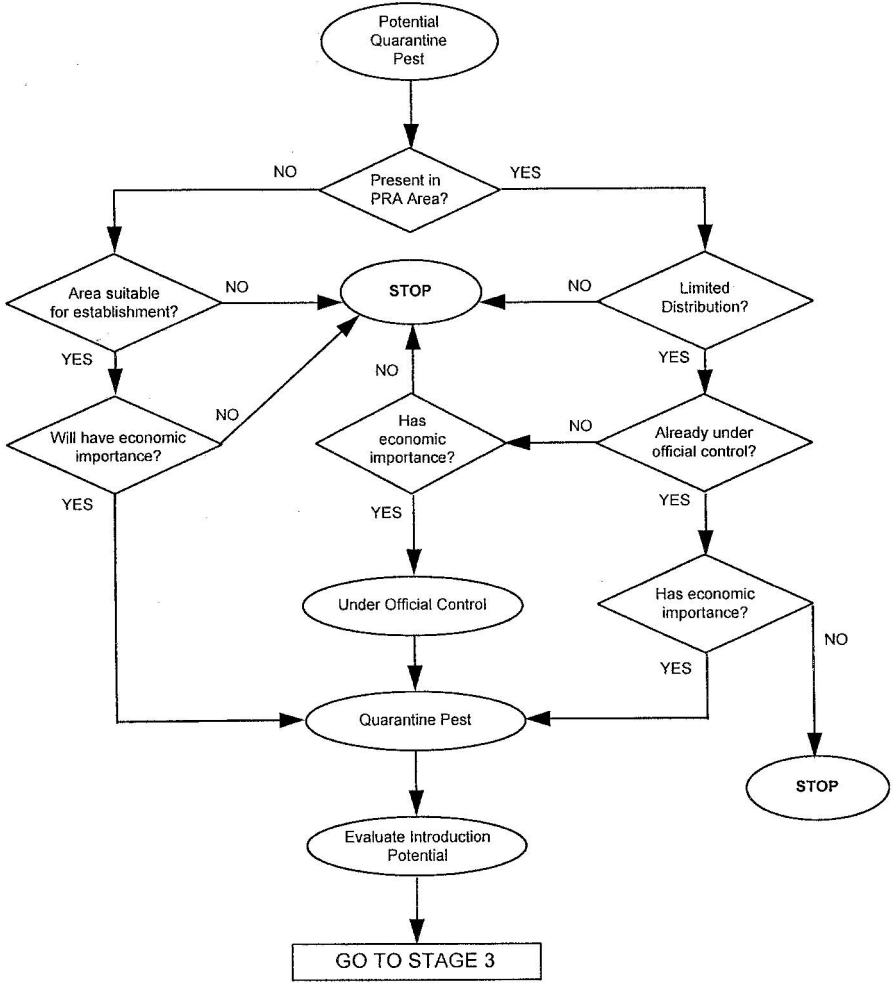 Potential
Quarantine
Pest
NO
Present in
PRA Area?
YES
Area suitable
for establishment?
NO
STOP
NO
Limited
Distribution?
YES
NO
YES
Will have economic
importance?
NO
Has
economic
importance?
NO
Already under
official control?
YES
YES
YES
Under Official Control
Has economic
importance?
NO
YES
Quarantine Pest
STOP
Evaluate Introduction
Potential
GO TO STAGE 3